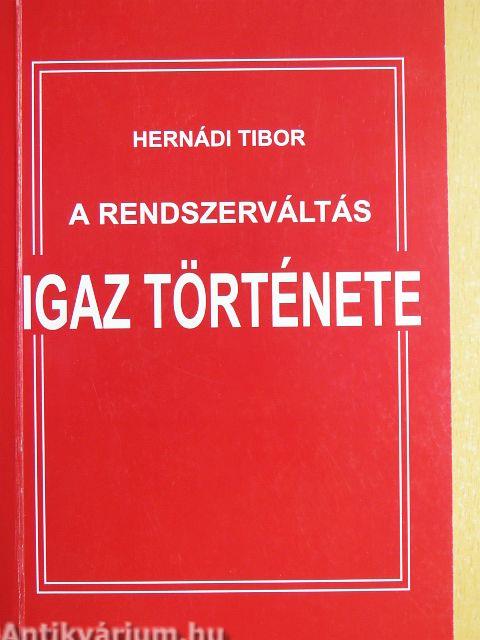 HERNÁDI TIBOR
A RENDSZERVÁLTÁS
IGAZ TÖRTÉNETE
Antikvárium.hu